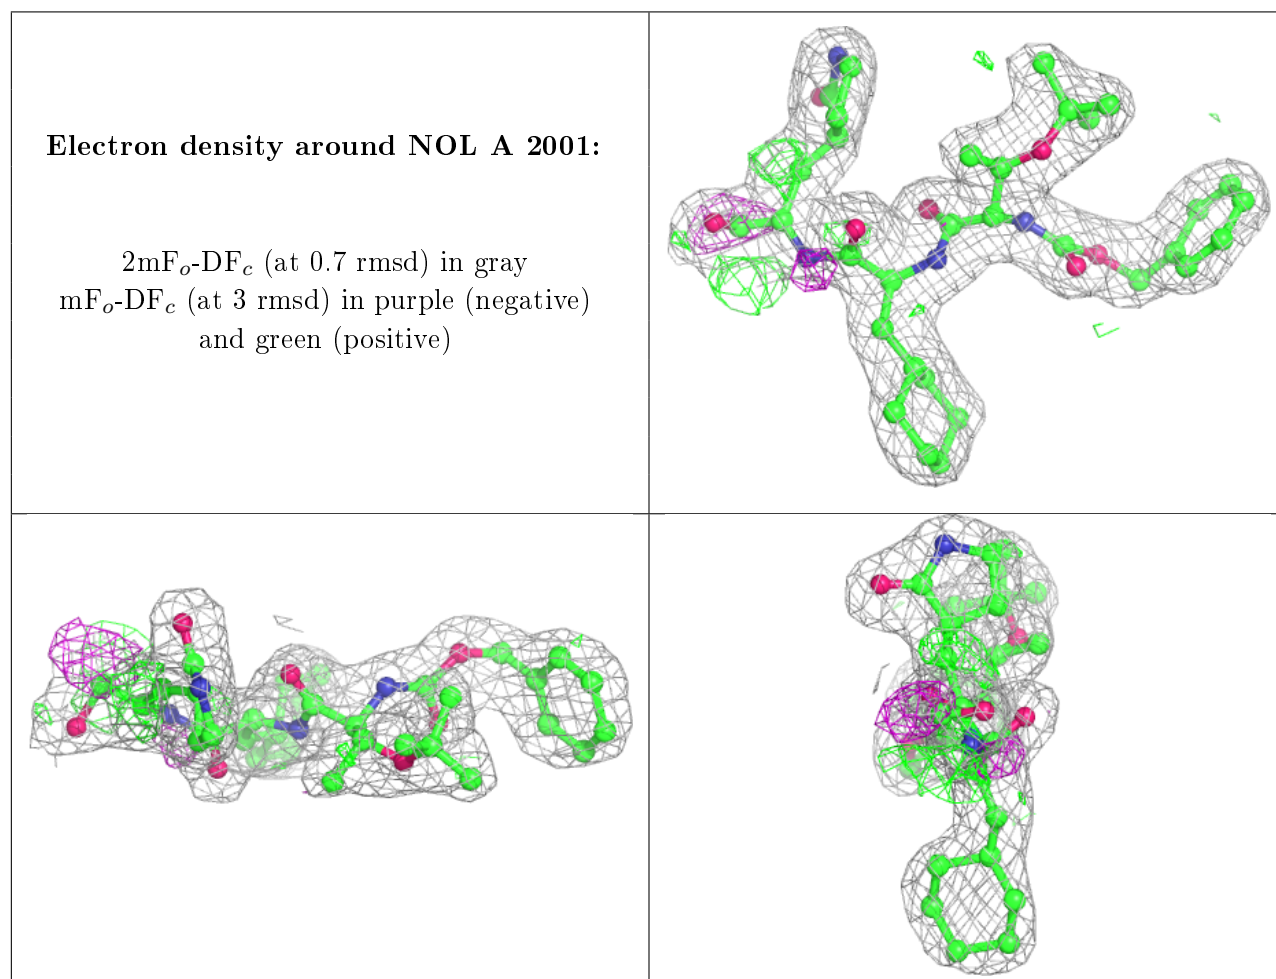 Electron density around NOL A 2001:
2mFo-DFc (at 0.7 rmsd) in gray
mFo-DFc (at 3 rmsd) in purple (negative)
and green (positive)